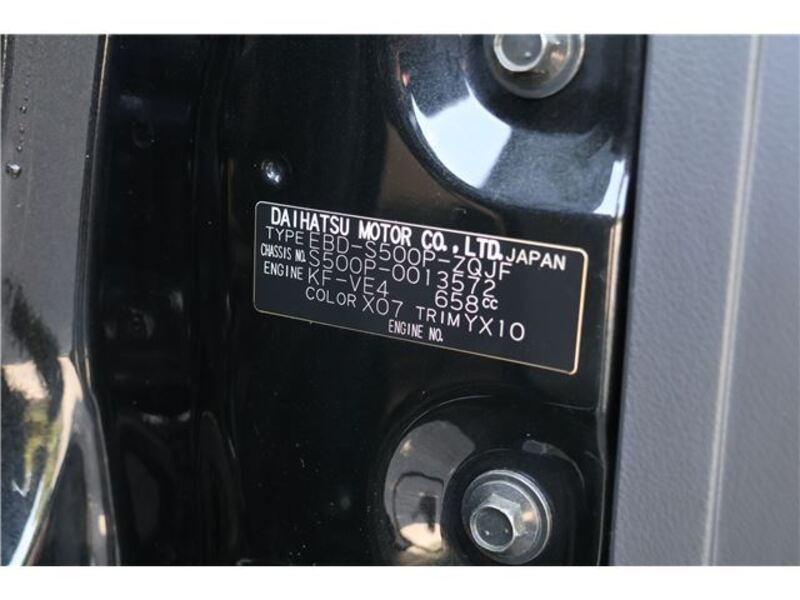 DAIHATSU MOTOR CO., LTD. JAPAN
TYPE EBD-S500P-ZQJF
CHASSIS NO. S500P-0013572
ENGINE KF-VE4 658cc
COLOR X07 TRIM YX10
ENGINE NO.